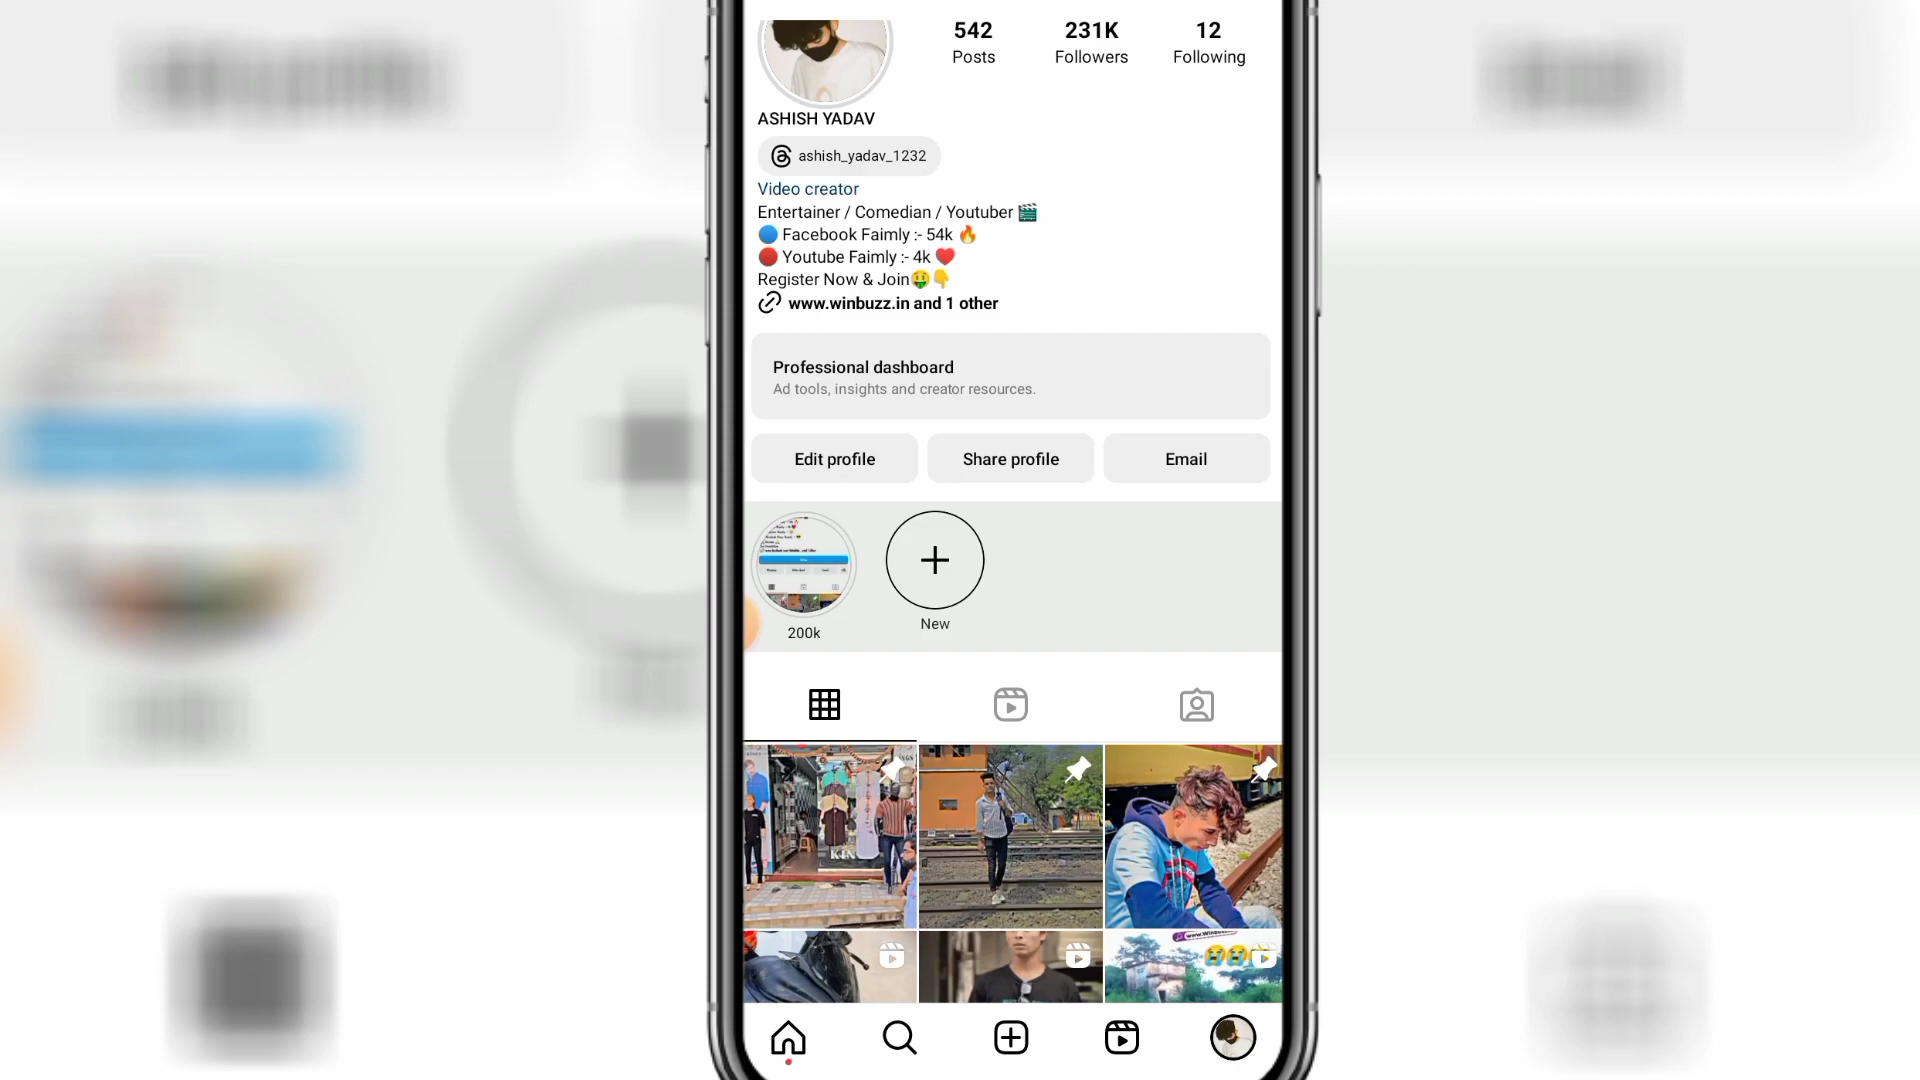 542 231K 12
Posts Followers Following
ASHISH YADAV
ashish_yadav_1232
Video creator
Entertainer / Comedian / Youtuber 🎬
🔵 Facebook Faimly :- 54k 🔥
🔴 Youtube Faimly :- 4k ❤️
Register Now & Join🤑👇
www.winbuzz.in and 1 other
Professional dashboard
Ad tools, insights and creator resources.
Edit profile Share profile Email
200k New